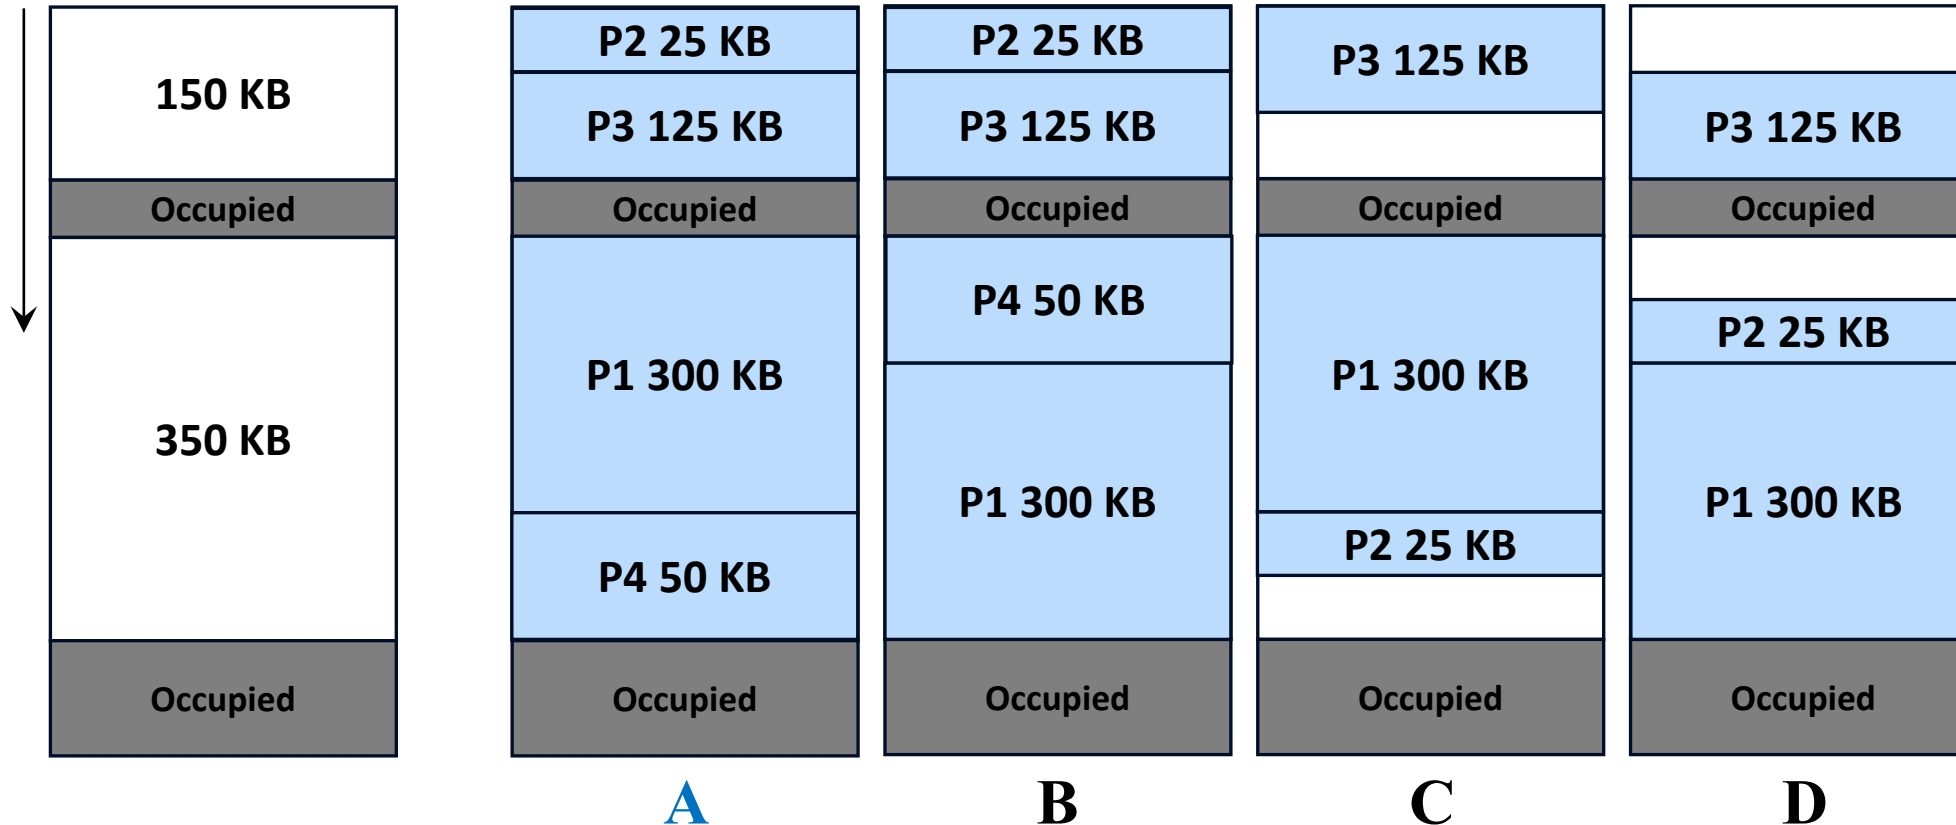 150 KB
Occupied
350 KB
Occupied
P2 25 KB
P3 125 KB
Occupied
P1 300 KB
P4 50 KB
Occupied
A
P2 25 KB
P3 125 KB
Occupied
P4 50 KB
P1 300 KB
Occupied
B
P3 125 KB
Occupied
P1 300 KB
P2 25 KB
Occupied
C
P3 125 KB
Occupied
P2 25 KB
P1 300 KB
Occupied
D